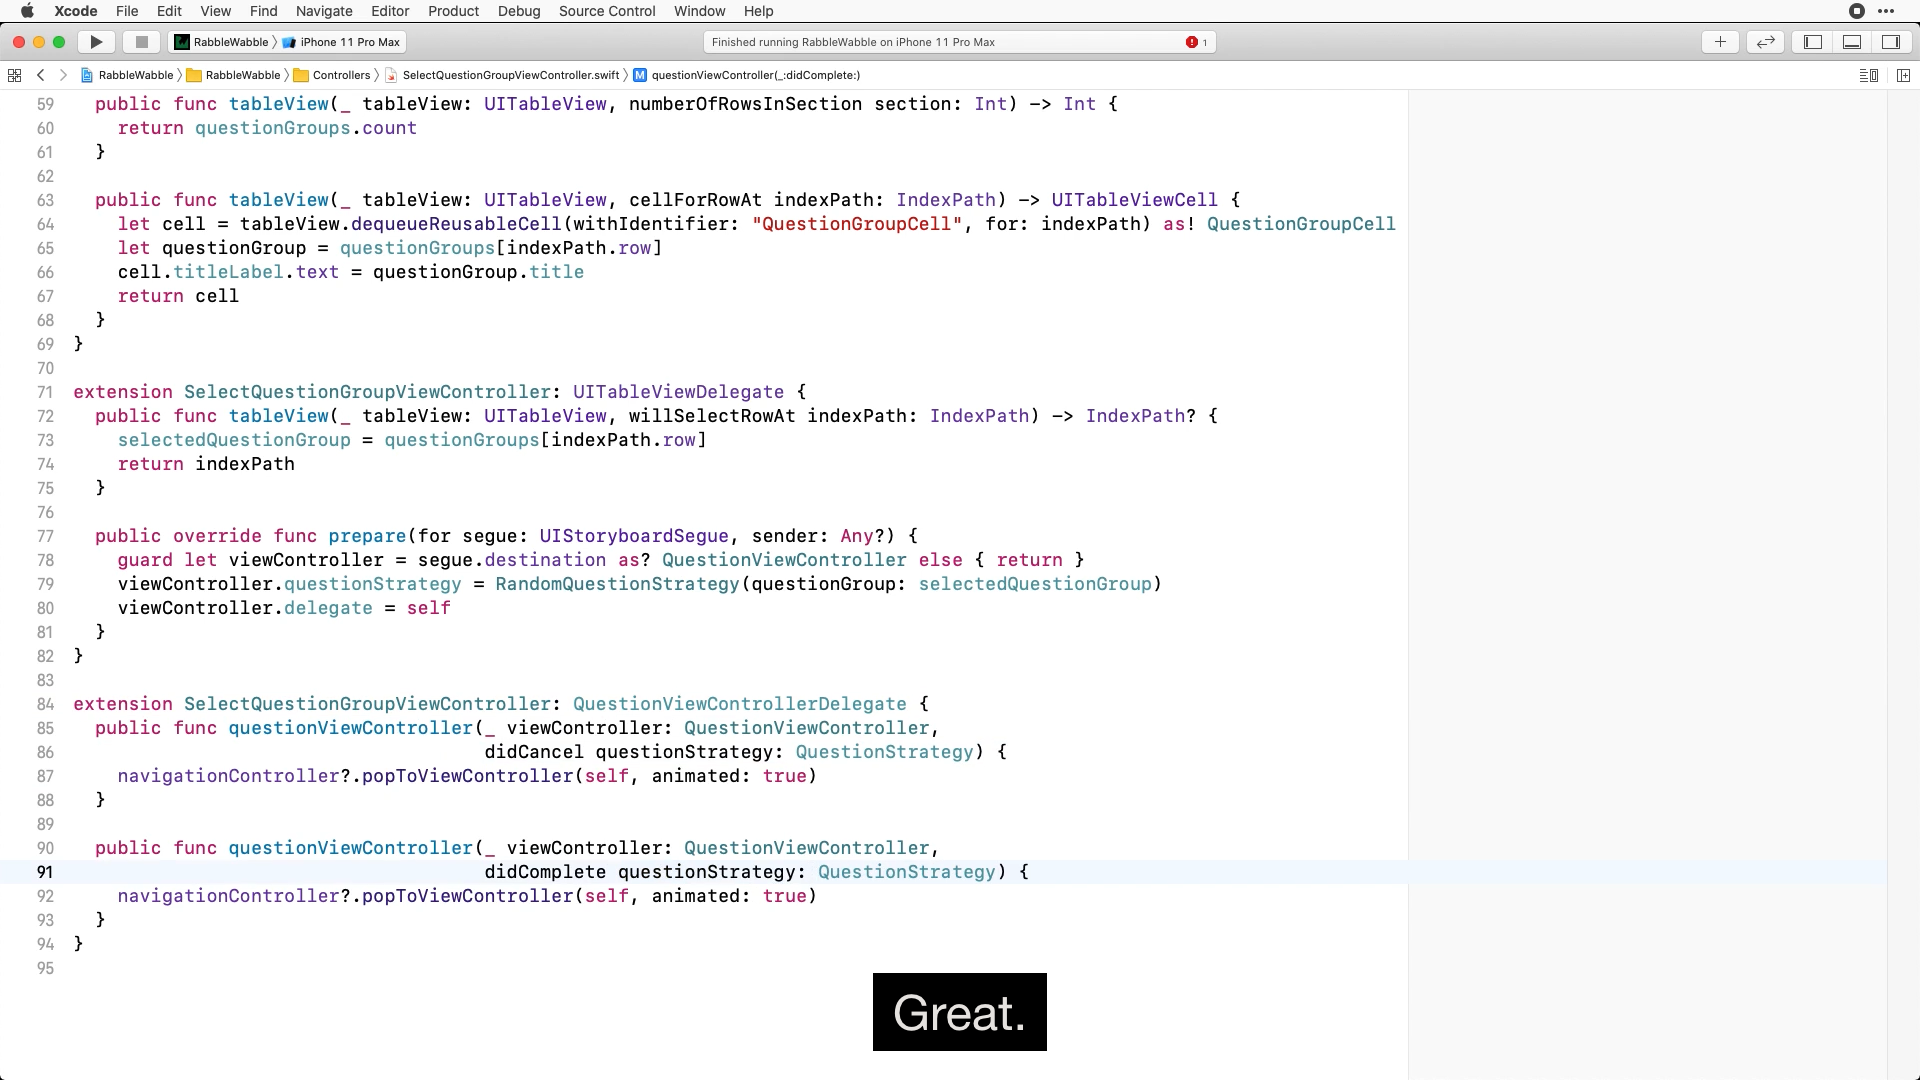 Xcode File Edit View Find Navigate Editor Product Debug Source Control Window Help
RabbleWabble iPhone 11 Pro Max Finished running RabbleWabble on iPhone 11 Pro Max 1
RabbleWabble RabbleWabble Controllers SelectQuestionGroupViewController.swift M questionViewController(_:didComplete:)
59 public func tableView(_ tableView: UITableView, numberOfRowsInSection section: Int) -> Int {
60 return questionGroups.count
61 }
62
63 public func tableView(_ tableView: UITableView, cellForRowAt indexPath: IndexPath) -> UITableViewCell {
64 let cell = tableView.dequeueReusableCell(withIdentifier: "QuestionGroupCell", for: indexPath) as! QuestionGroupCell
65 let questionGroup = questionGroups[indexPath.row]
66 cell.titleLabel.text = questionGroup.title
67 return cell
68 }
69 }
70
71 extension SelectQuestionGroupViewController: UITableViewDelegate {
72 public func tableView(_ tableView: UITableView, willSelectRowAt indexPath: IndexPath) -> IndexPath? {
73 selectedQuestionGroup = questionGroups[indexPath.row]
74 return indexPath
75 }
76
77 public override func prepare(for segue: UIStoryboardSegue, sender: Any?) {
78 guard let viewController = segue.destination as? QuestionViewController else { return }
79 viewController.questionStrategy = RandomQuestionStrategy(questionGroup: selectedQuestionGroup)
80 viewController.delegate = self
81 }
82 }
83
84 extension SelectQuestionGroupViewController: QuestionViewControllerDelegate {
85 public func questionViewController(_ viewController: QuestionViewController,
86 didCancel questionStrategy: QuestionStrategy) {
87 navigationController?.popToViewController(self, animated: true)
88 }
89
90 public func questionViewController(_ viewController: QuestionViewController,
91 didComplete questionStrategy: QuestionStrategy) {
92 navigationController?.popToViewController(self, animated: true)
93 }
94 }
95
Great.